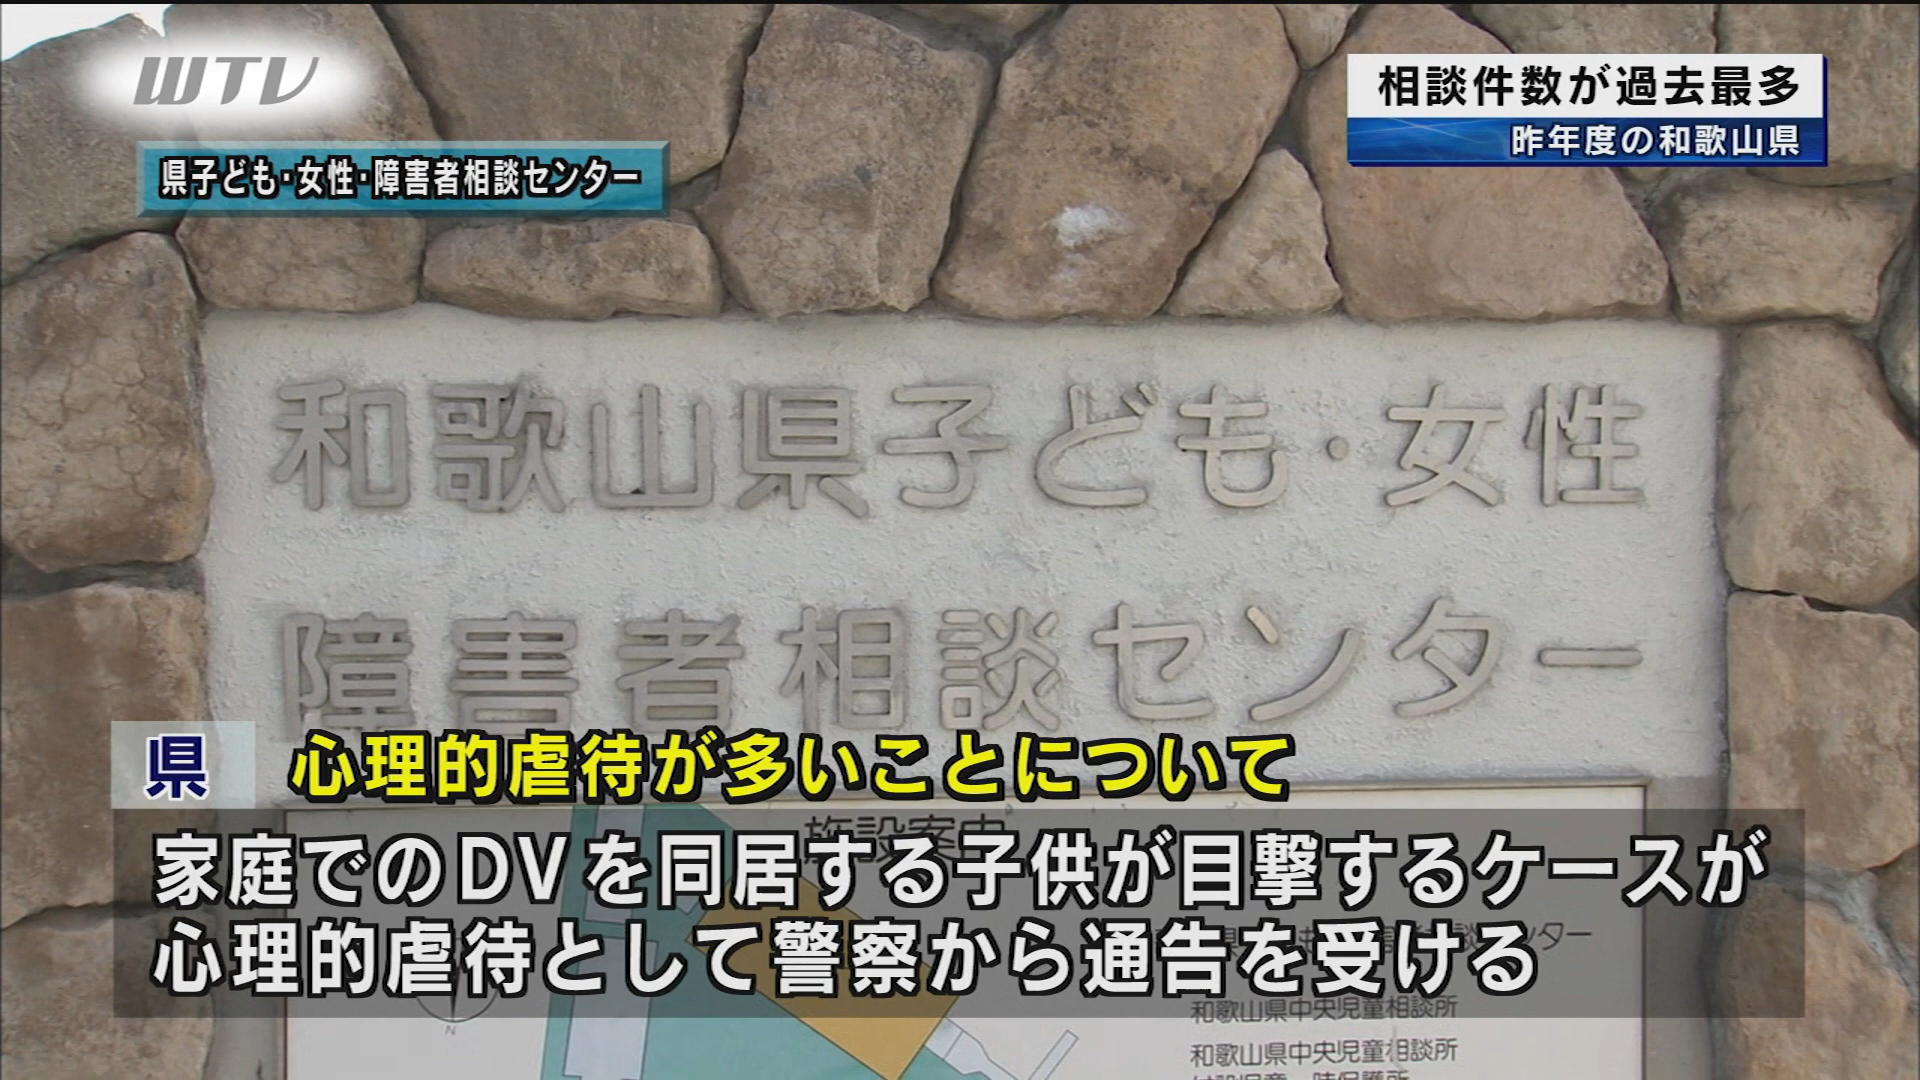 WTV
相談件数が過去最多
昨年度の和歌山県
県子ども・女性・障害者相談センター
和歌山県子ども・女性
障害者相談センター
県
心理的虐待が多いことについて
施設案内
家庭でのDVを同居する子供が目撃するケースが
心理的虐待として警察から通告を受ける
N
和歌山県中央児童相談所
和歌山県中央児童相談所